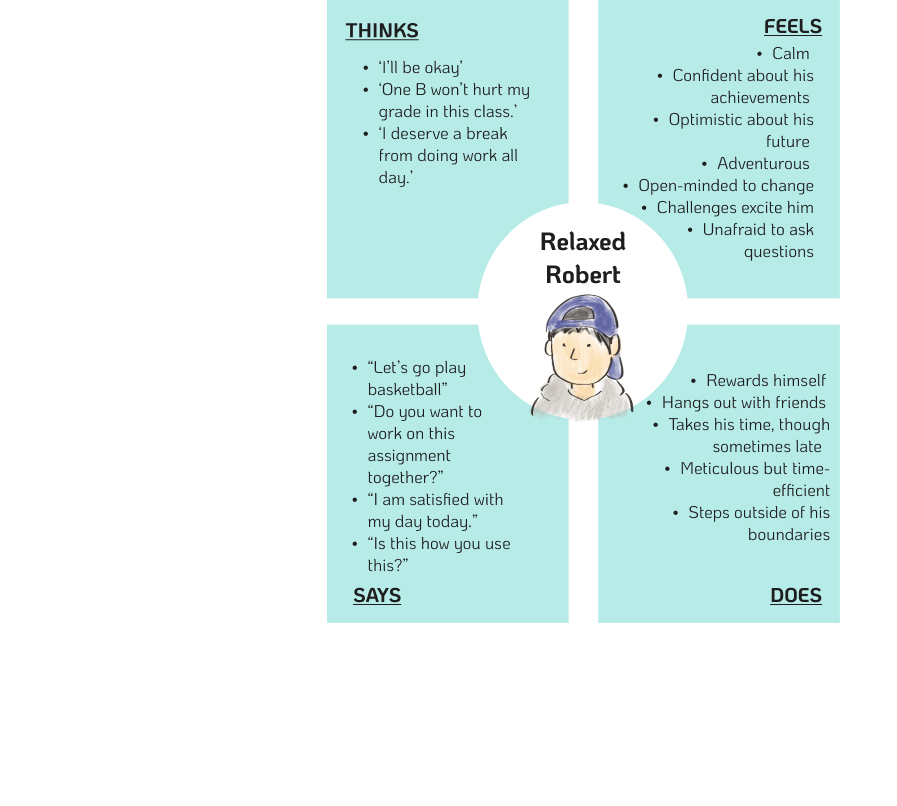 THINKS
• ‘I’ll be okay’
• ‘One B won’t hurt my
grade in this class.’
• ‘I deserve a break
from doing work all
day.’
FEELS
• Calm
• Confident about his
achievements
• Optimistic about his
future
• Adventurous
• Open-minded to change
• Challenges excite him
• Unafraid to ask
questions
Relaxed
Robert
• “Let’s go play
basketball”
• “Do you want to
work on this
assignment
together?”
• “I am satisfied with
my day today.”
• “Is this how you use
this?”
SAYS
• Rewards himself
• Hangs out with friends
• Takes his time, though
sometimes late
• Meticulous but time-
efficient
• Steps outside of his
boundaries
DOES